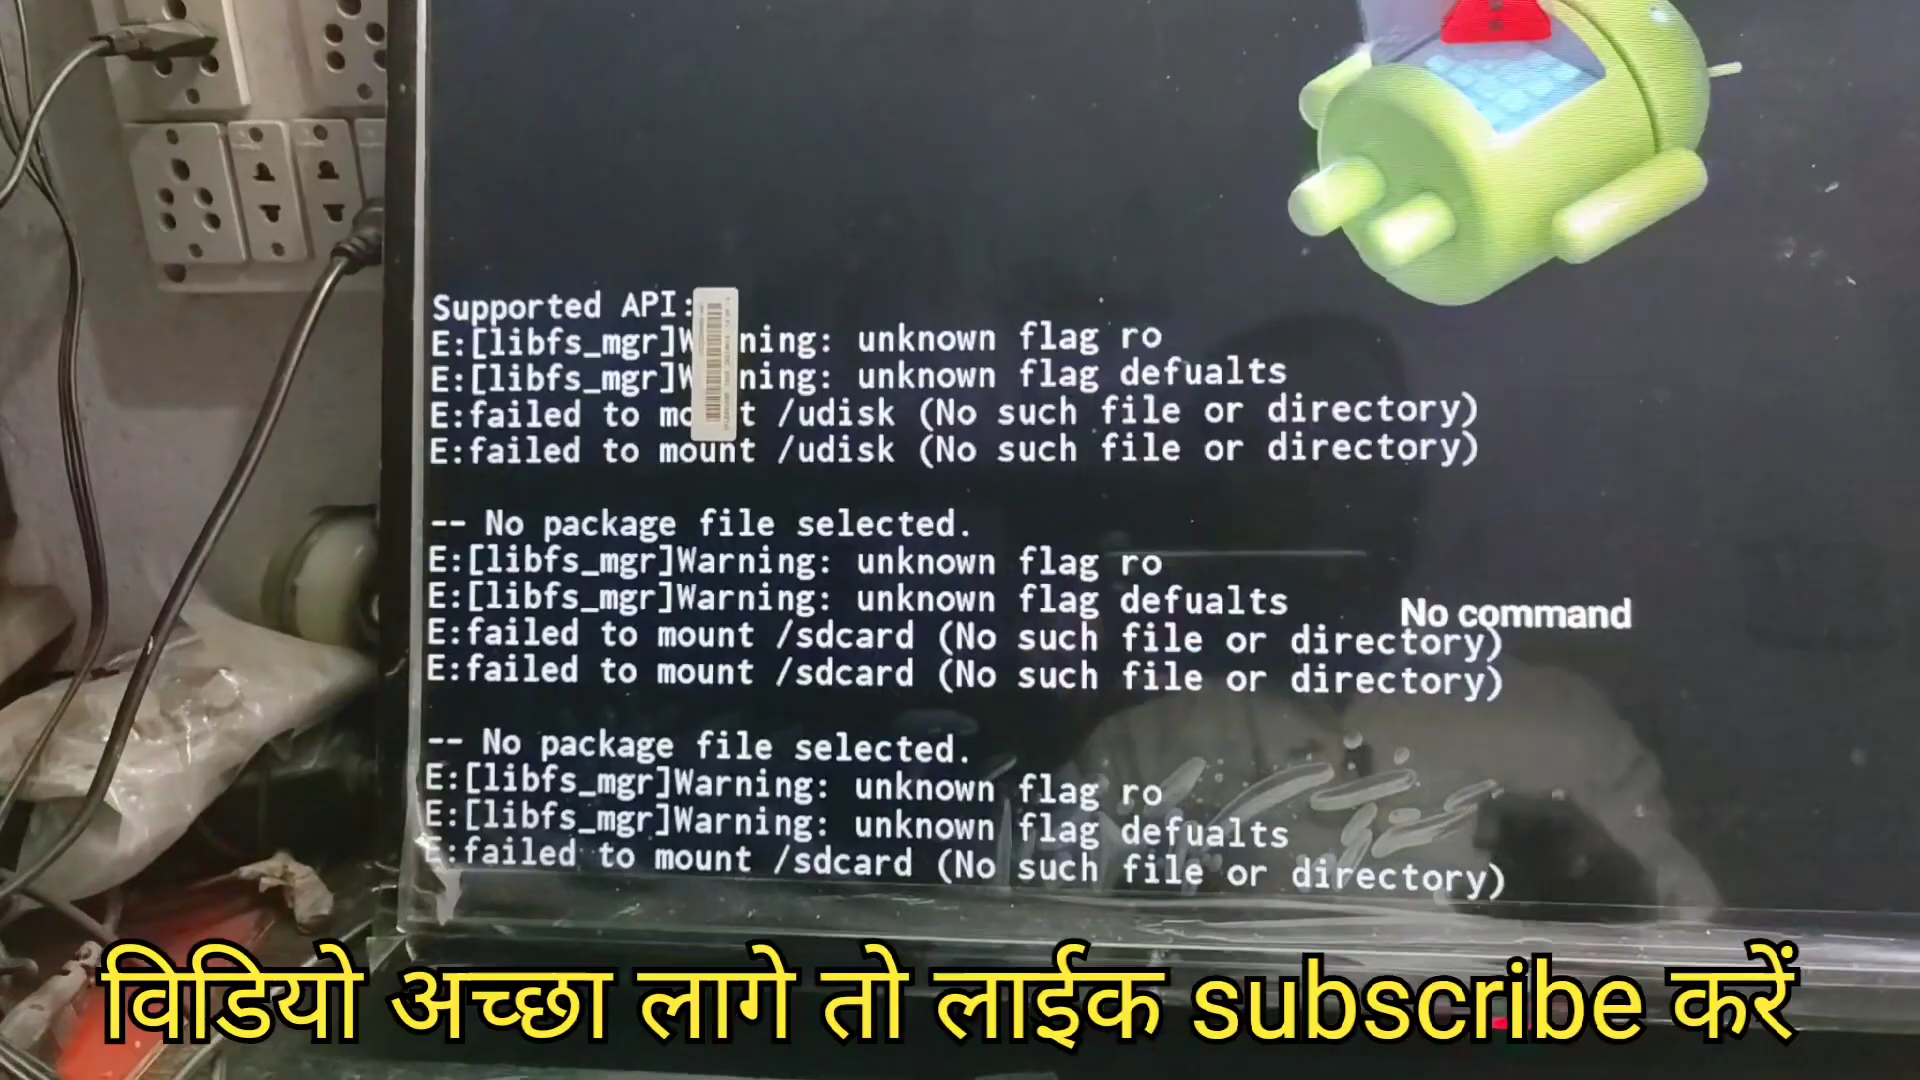 Supported API:
E:[libfs_mgr]W ning: unknown flag ro
E:[libfs_mgr]W ning: unknown flag defualts
E:failed to mo t /udisk (No such file or directory)
E:failed to mount /udisk (No such file or directory)
-- No package file selected.
E:[libfs_mgr]Warning: unknown flag ro
E:[libfs_mgr]Warning: unknown flag defualts
No command
E:failed to mount /sdcard (No such file or directory)
E:failed to mount /sdcard (No such file or directory)
-- No package file selected.
E:[libfs_mgr]Warning: unknown flag ro
E:[libfs_mgr]Warning: unknown flag defualts
E:failed to mount /sdcard (No such file or directory)
विडियो अच्छा लागे तो लाईक subscribe करें